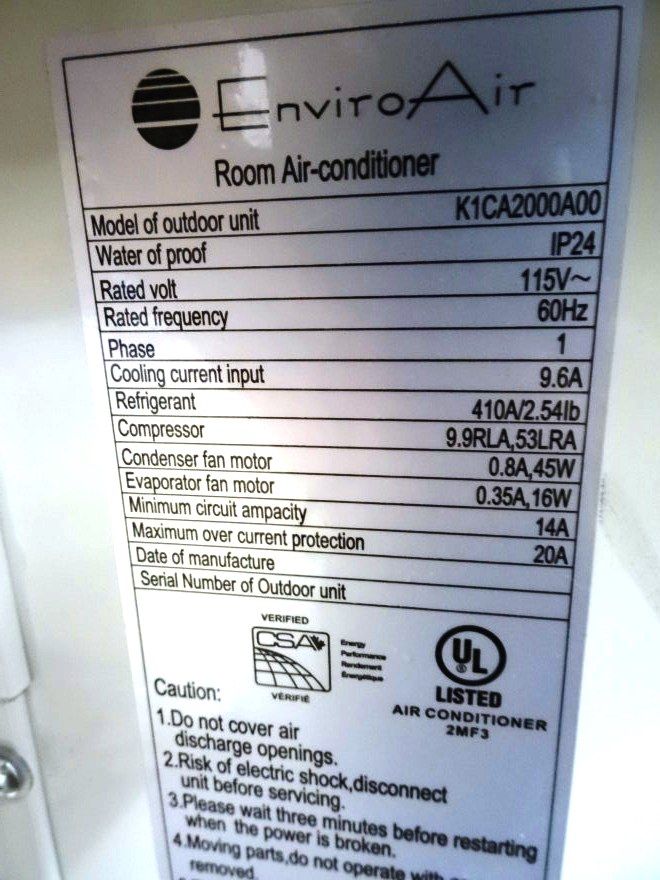 EnviroAir
Room Air-conditioner
Model of outdoor unit K1CA2000A00
Water of proof IP24
Rated volt 115V~
Rated frequency 60Hz
Phase 1
Cooling current input 9.6A
Refrigerant 410A/2.54lb
Compressor 9.9RLA,53LRA
Condenser fan motor 0.8A,45W
Evaporator fan motor 0.35A,16W
Minimum circuit ampacity 14A
Maximum over current protection 20A
Date of manufacture
Serial Number of Outdoor unit
VERIFIED
CSA
Energy
Performance
Rendement
Énergétique
VÉRIFIÉ
UL
LISTED
AIR CONDITIONER
2MF3
Caution:
1.Do not cover air
discharge openings.
2.Risk of electric shock,disconnect
unit before servicing.
3.Please wait three minutes before restarting
when the power is broken.
4.Moving parts,do not operate with
removed.